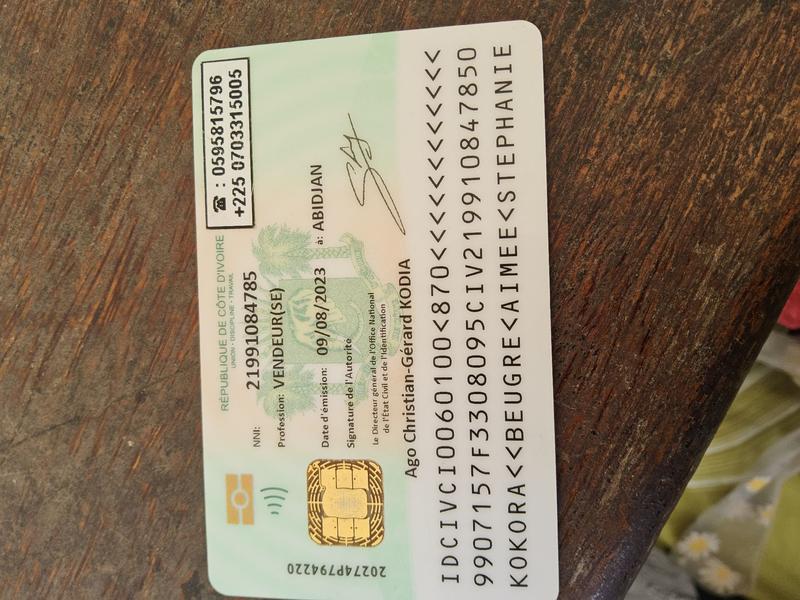 RÉPUBLIQUE DE CÔTE D'IVOIRE
UNION - DISCIPLINE - TRAVAIL
☎ : 0595815796
+225 0703315005
NNI: 21991084785
Profession: VENDEUR(SE)
Date d'émission: 09/08/2023 à: ABIDJAN
Signature de l'Autorité
Le Directeur général de l'Office National
de l'État Civil et de l'Identification
Ago Christian-Gérard KODIA
20274P794220
IDCIVCI0060100<870<<<<<<<<<<<<
9907157F3308095CIV219910847850
KOKORA<<BEUGRE<AIMEE<STEPHANIE